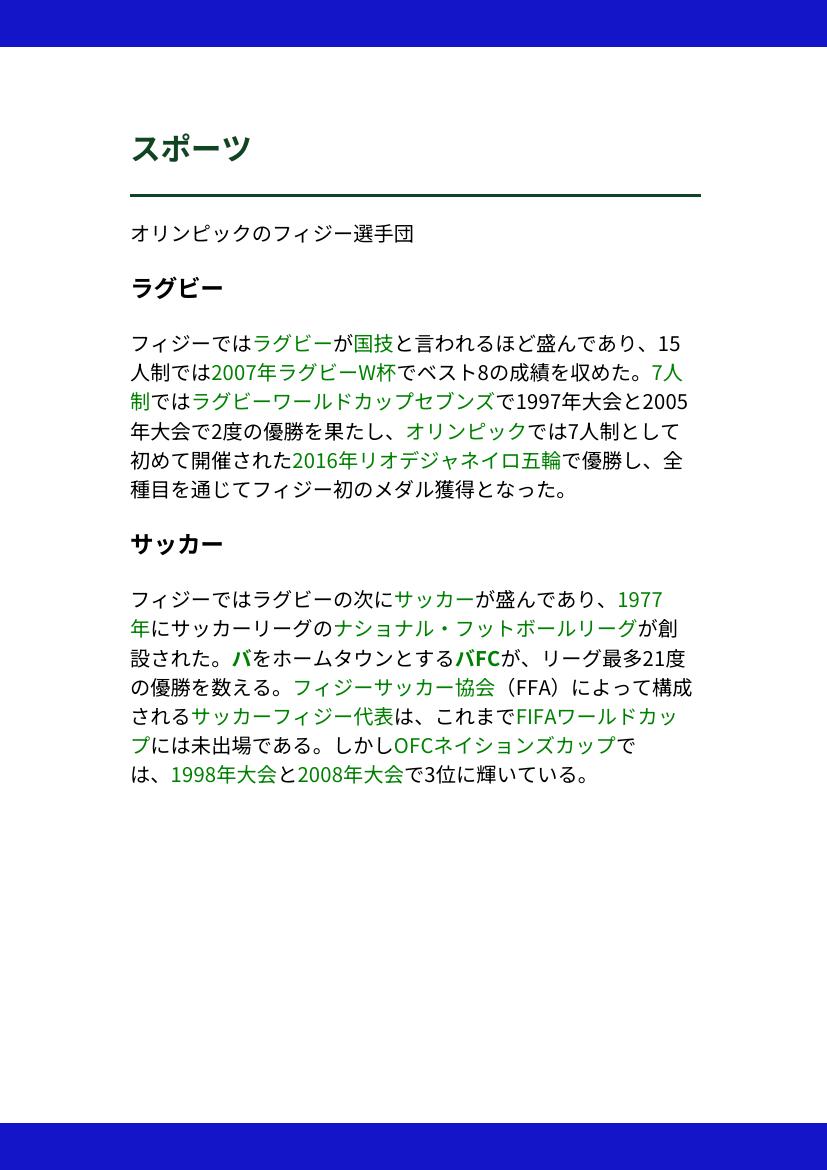 スポーツ
オリンピックのフィジー選手団
ラグビー
フィジーではラグビーが国技と言われるほど盛んであり、15
人制では2007年ラグビーW杯でベスト8の成績を収めた。7人
制ではラグビーワールドカップセブンズで1997年大会と2005
年大会で2度の優勝を果たし、オリンピックでは7人制として
初めて開催された2016年リオデジャネイロ五輪で優勝し、全
種目を通じてフィジー初のメダル獲得となった。
サッカー
フィジーではラグビーの次にサッカーが盛んであり、1977
年にサッカーリーグのナショナル・フットボールリーグが創
設された。バをホームタウンとするバFCが、リーグ最多21度
の優勝を数える。フィジーサッカー協会（FFA）によって構成
されるサッカーフィジー代表は、これまでFIFAワールドカッ
プには未出場である。しかしOFCネイションズカップで
は、1998年大会と2008年大会で3位に輝いている。